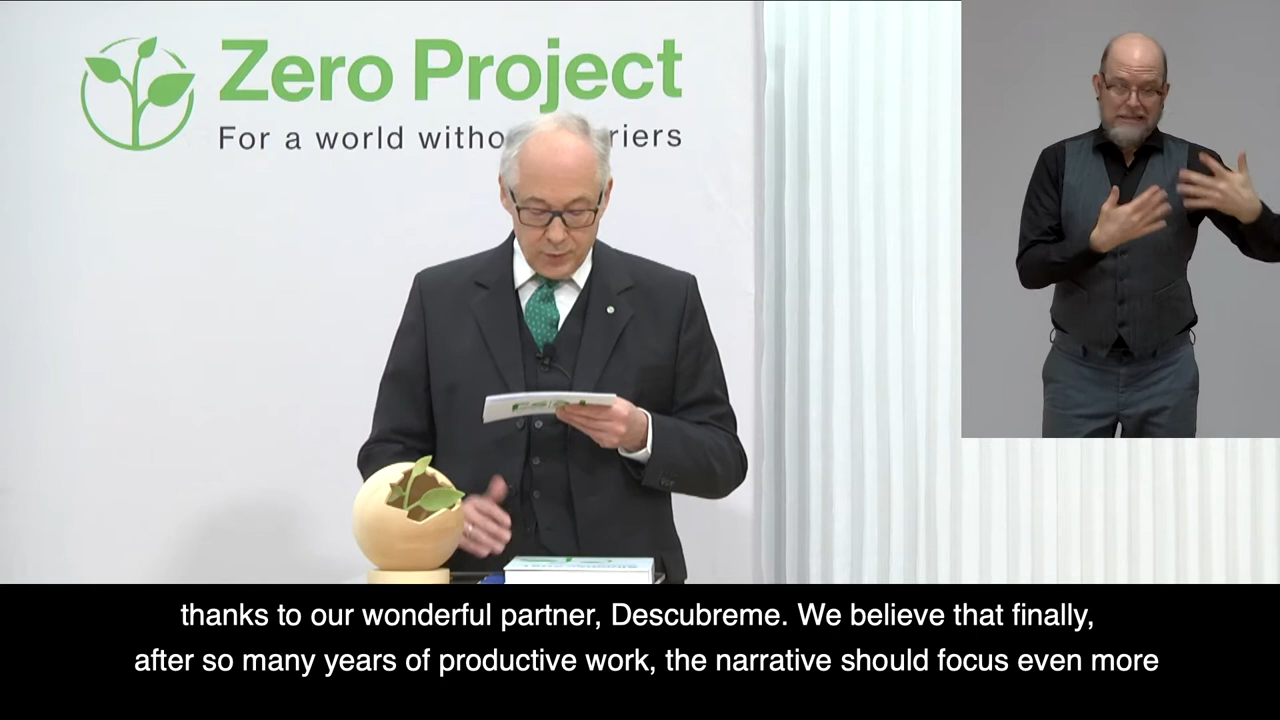 Zero Project
For a world witho riers
thanks to our wonderful partner, Descubreme. We believe that finally,
after so many years of productive work, the narrative should focus even more